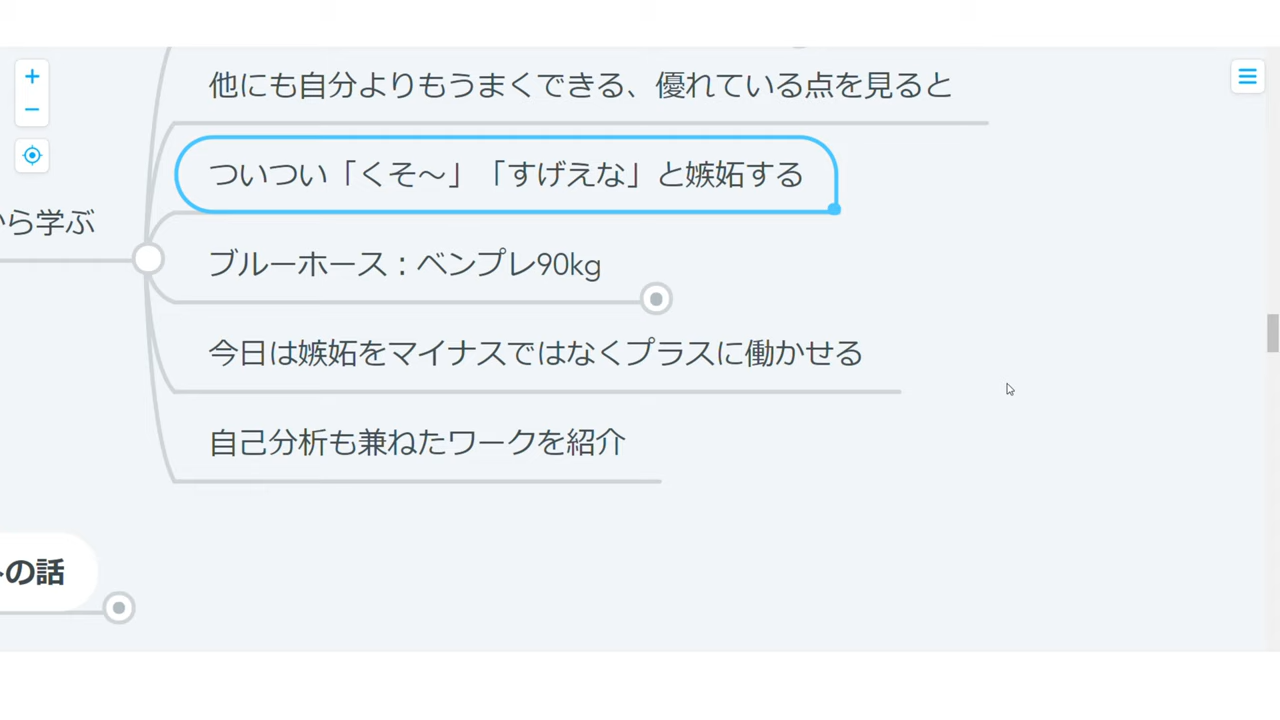 他にも自分よりもうまくできる、優れている点を見ると
ついつい「くそ～」「すげえな」と嫉妬する
から学ぶ
ブルーホース：ベンプレ90kg
今日は嫉妬をマイナスではなくプラスに働かせる
自己分析も兼ねたワークを紹介
の話